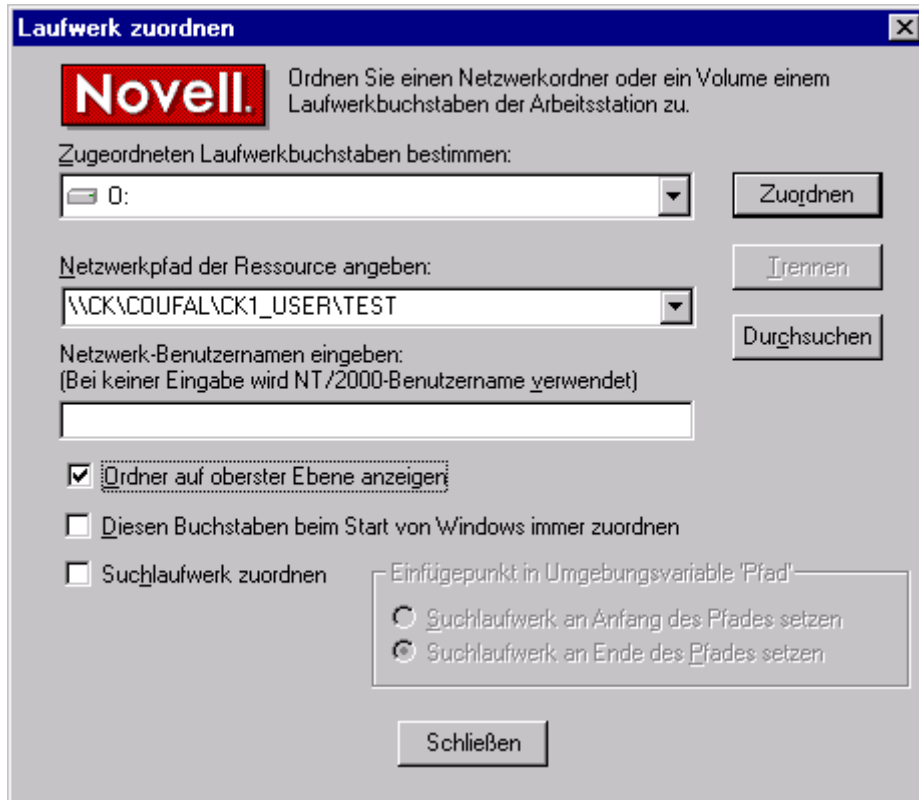 Laufwerk zuordnen
Novell.
Ordnen Sie einen Netzwerkordner oder ein Volume einem
Laufwerkbuchstaben der Arbeitsstation zu.
Zugeordneten Laufwerkbuchstaben bestimmen:
O:
Zuordnen
Netzwerkpfad der Ressource angeben:
Trennen
\\CK\COUFAL\CK1_USER\TEST
Durchsuchen
Netzwerk-Benutzernamen eingeben:
(Bei keiner Eingabe wird NT/2000-Benutzername verwendet)
Ordner auf oberster Ebene anzeigen
Diesen Buchstaben beim Start von Windows immer zuordnen
Suchlaufwerk zuordnen
Einfügepunkt in Umgebungsvariable 'Pfad'
Suchlaufwerk an Anfang des Pfades setzen
Suchlaufwerk an Ende des Pfades setzen
Schließen